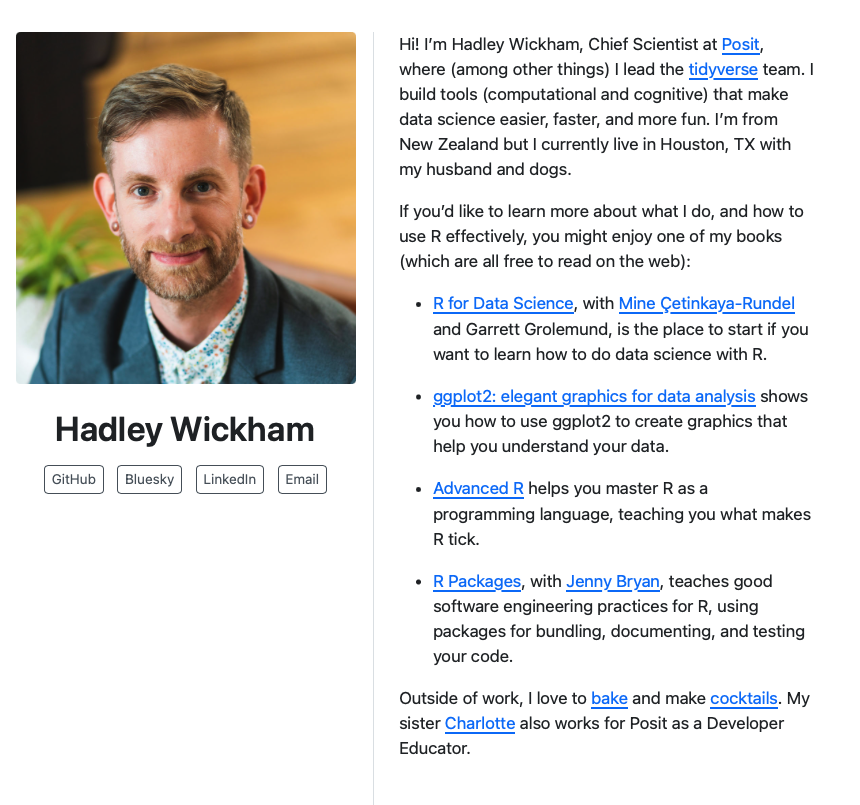 Hadley Wickham
GitHub
Bluesky
LinkedIn
Email
Hi! I’m Hadley Wickham, Chief Scientist at Posit,
where (among other things) I lead the tidyverse team. I
build tools (computational and cognitive) that make
data science easier, faster, and more fun. I’m from
New Zealand but I currently live in Houston, TX with
my husband and dogs.
If you’d like to learn more about what I do, and how to
use R effectively, you might enjoy one of my books
(which are all free to read on the web):
• R for Data Science, with Mine Çetinkaya-Rundel
and Garrett Grolemund, is the place to start if you
want to learn how to do data science with R.
• ggplot2: elegant graphics for data analysis shows
you how to use ggplot2 to create graphics that
help you understand your data.
• Advanced R helps you master R as a
programming language, teaching you what makes
R tick.
• R Packages, with Jenny Bryan, teaches good
software engineering practices for R, using
packages for bundling, documenting, and testing
your code.
Outside of work, I love to bake and make cocktails. My
sister Charlotte also works for Posit as a Developer
Educator.